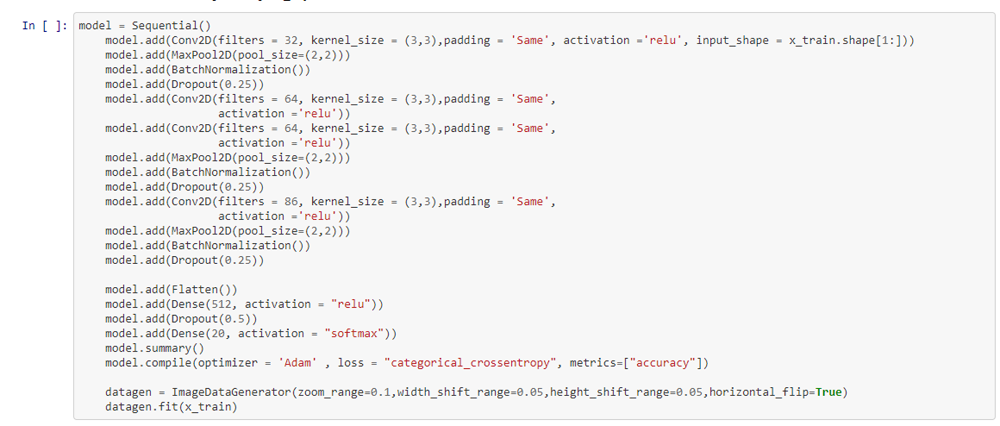 In [ ]: model = Sequential()
    model.add(Conv2D(filters = 32, kernel_size = (3,3),padding = 'Same', activation ='relu', input_shape = x_train.shape[1:]))
    model.add(MaxPool2D(pool_size=(2,2)))
    model.add(BatchNormalization())
    model.add(Dropout(0.25))
    model.add(Conv2D(filters = 64, kernel_size = (3,3),padding = 'Same',
                     activation ='relu'))
    model.add(Conv2D(filters = 64, kernel_size = (3,3),padding = 'Same',
                     activation ='relu'))
    model.add(MaxPool2D(pool_size=(2,2)))
    model.add(BatchNormalization())
    model.add(Dropout(0.25))
    model.add(Conv2D(filters = 86, kernel_size = (3,3),padding = 'Same',
                     activation ='relu'))
    model.add(MaxPool2D(pool_size=(2,2)))
    model.add(BatchNormalization())
    model.add(Dropout(0.25))

    model.add(Flatten())
    model.add(Dense(512, activation = "relu"))
    model.add(Dropout(0.5))
    model.add(Dense(20, activation = "softmax"))
    model.summary()
    model.compile(optimizer = 'Adam' , loss = "categorical_crossentropy", metrics=["accuracy"])

    datagen = ImageDataGenerator(zoom_range=0.1,width_shift_range=0.05,height_shift_range=0.05,horizontal_flip=True)
    datagen.fit(x_train)